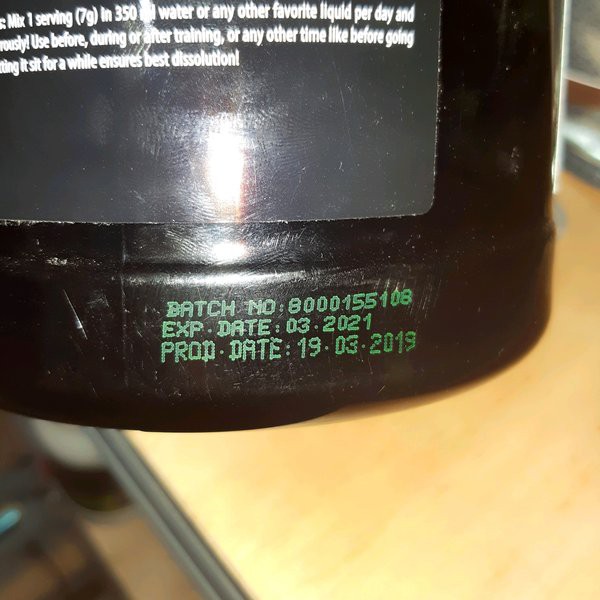 : Mix 1 serving (7g) in 350 ml water or any other favorite liquid per day and
rously! Use before, during or after training, or any other time like before going
ting it sit for a while ensures best dissolution!
BATCH NO:8000155108
EXP.DATE:03.2021
PROD.DATE:19.03.2019